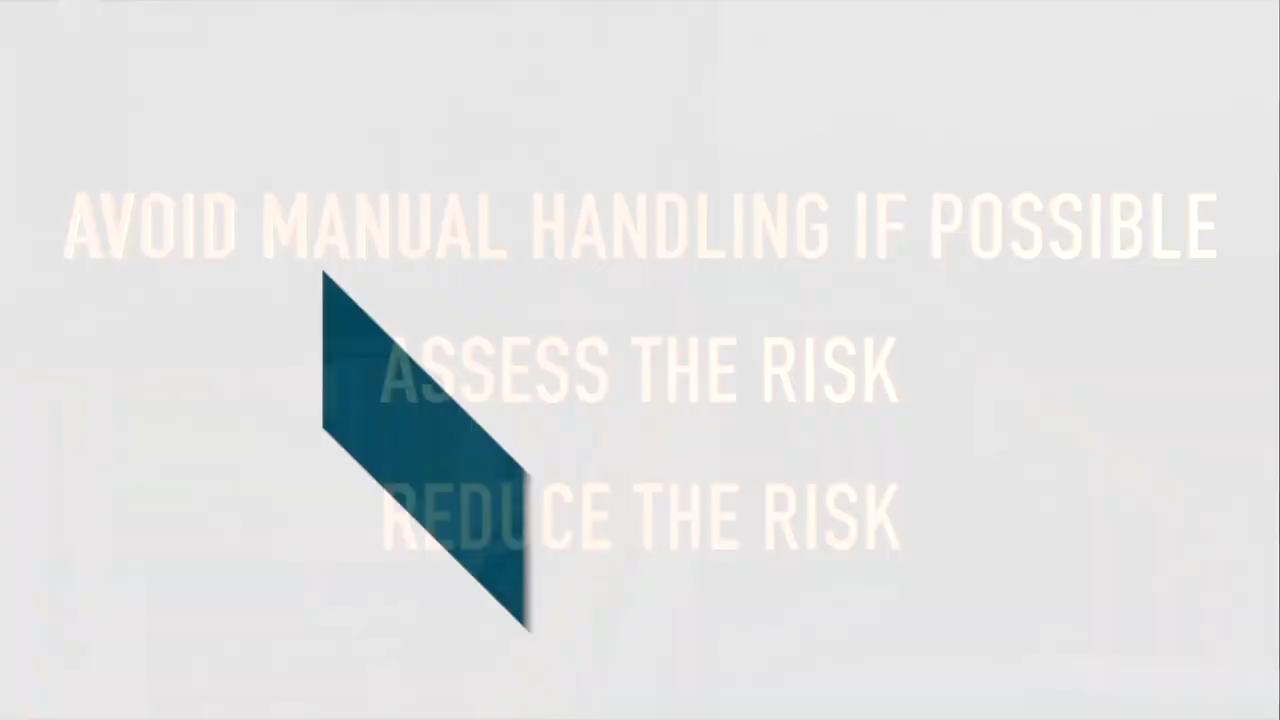 AVOID MANUAL HANDLING IF POSSIBLE
ASSESS THE RISK
REDUCE THE RISK